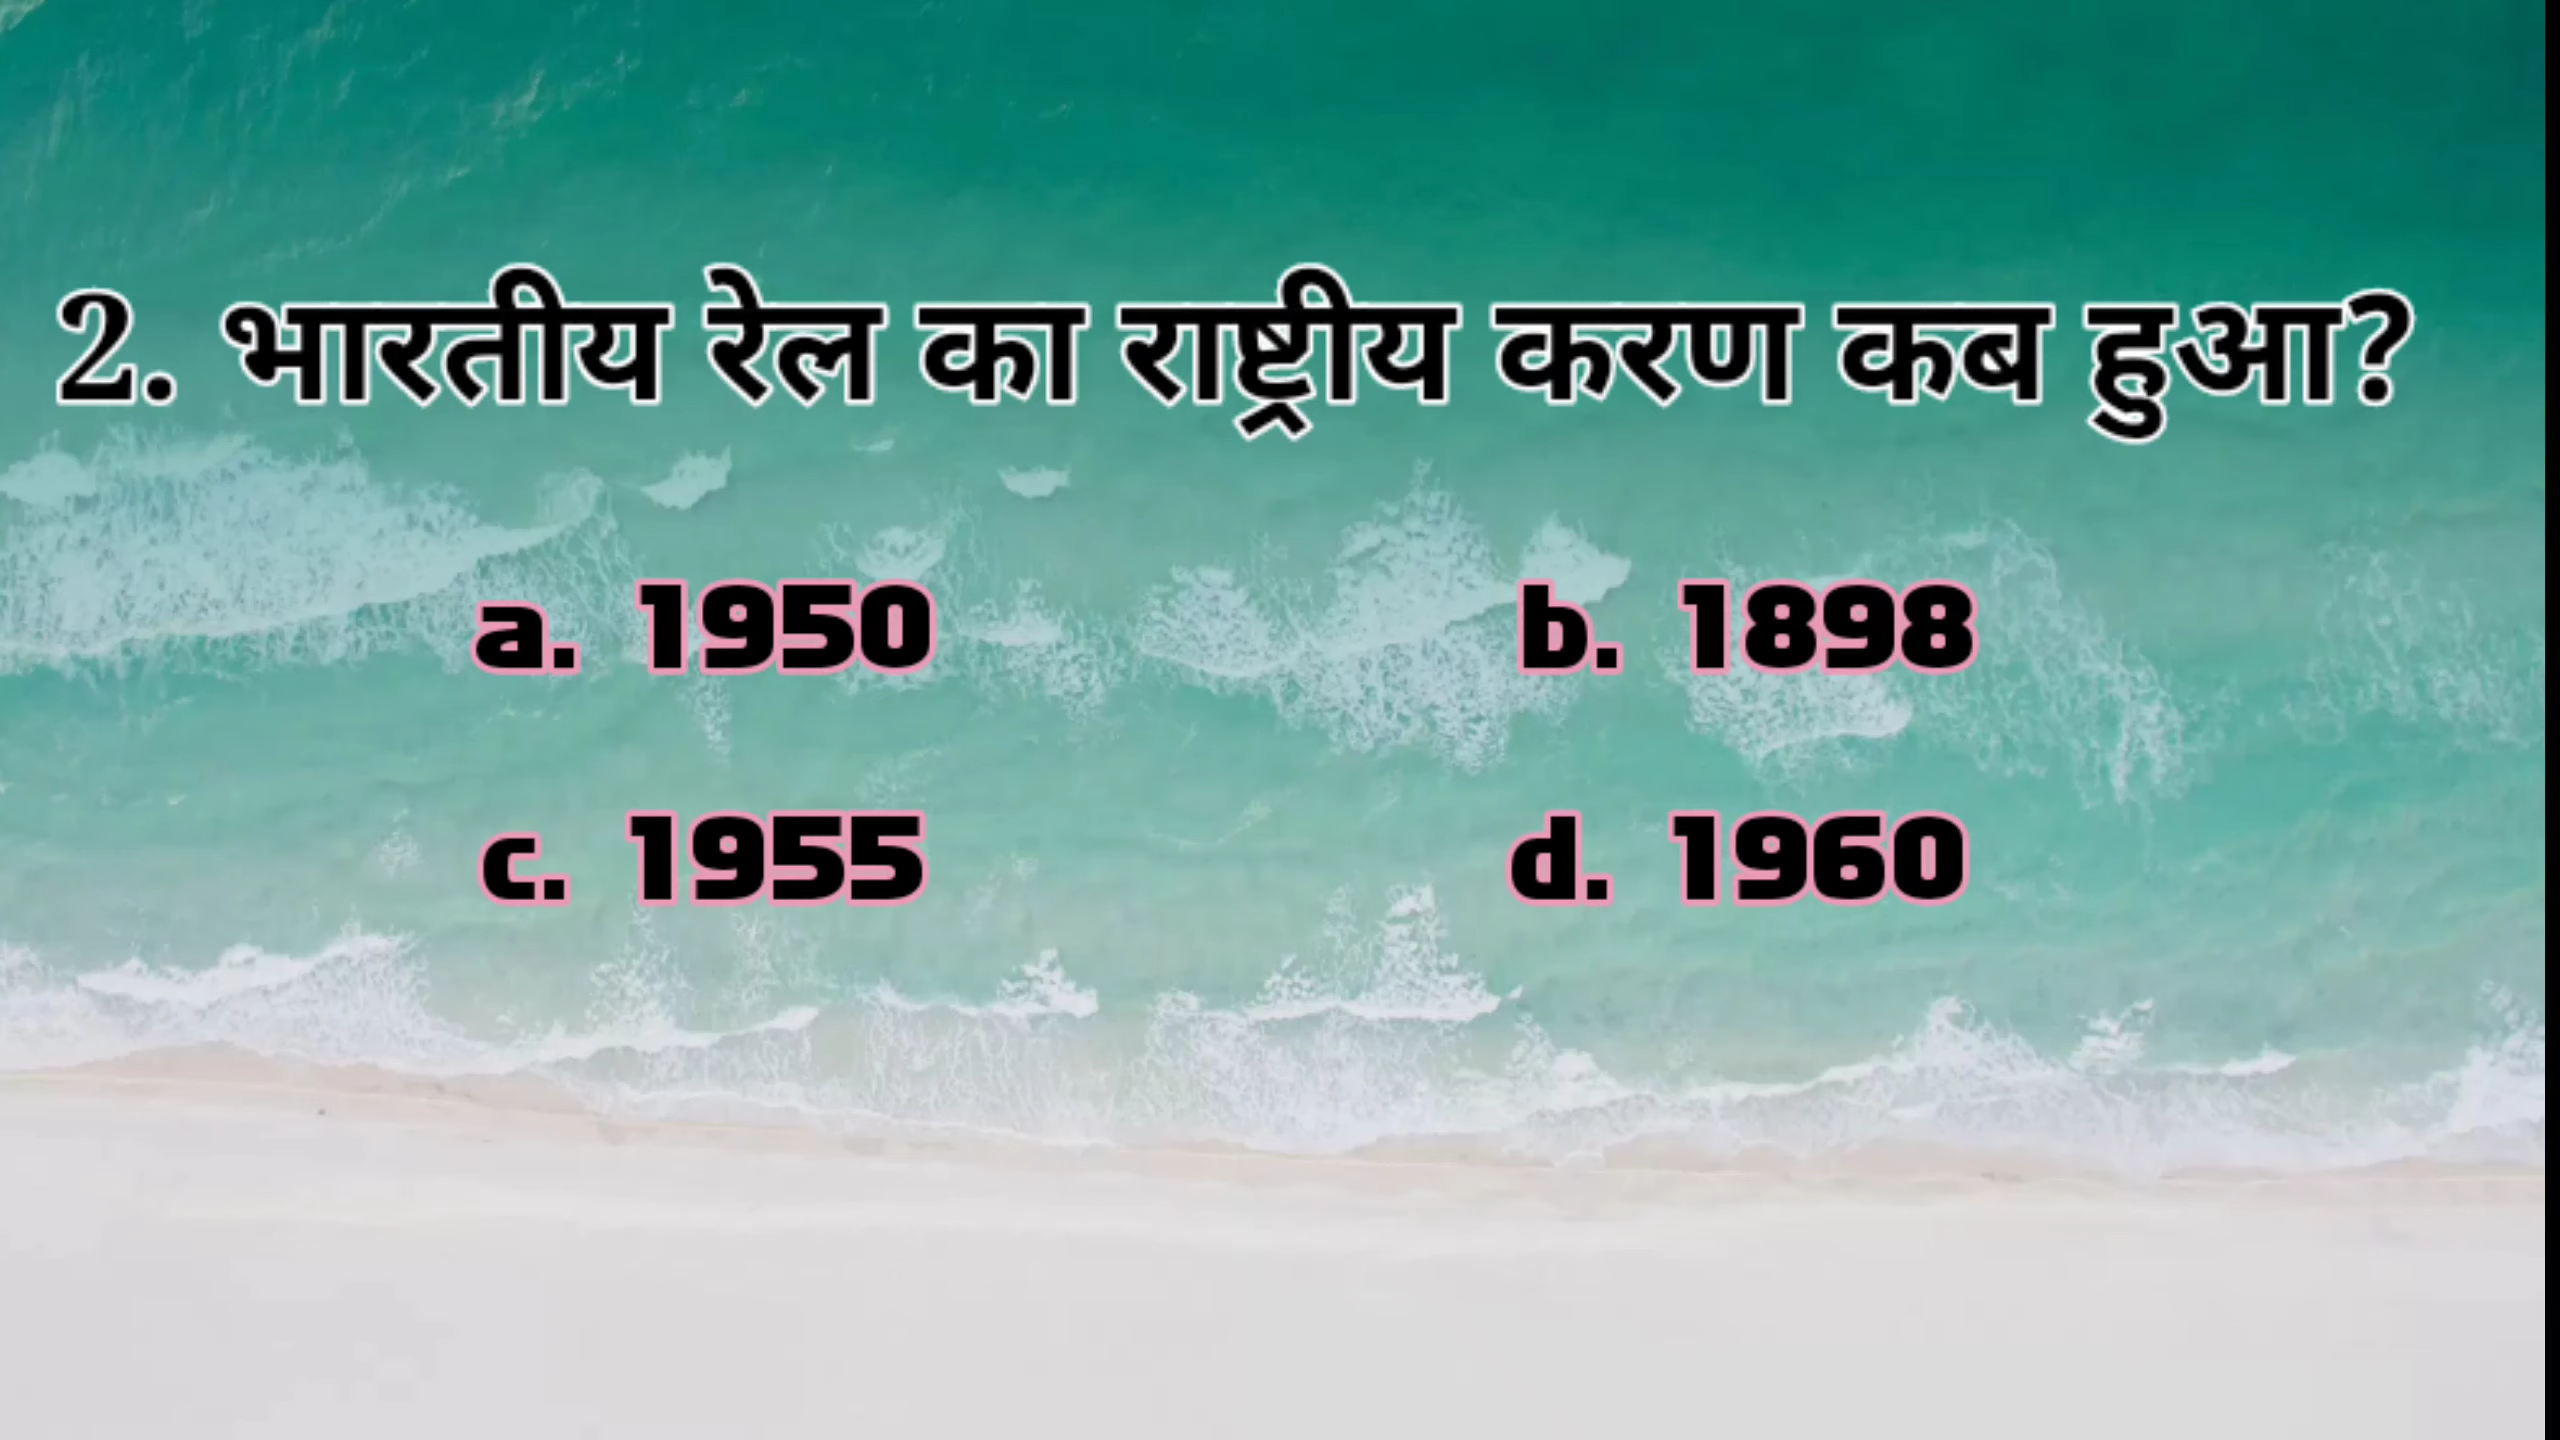 2. भारतीय रेल का राष्ट्रीय करण कब हुआ?
a. 1950 b. 1898
c. 1955 d. 1960